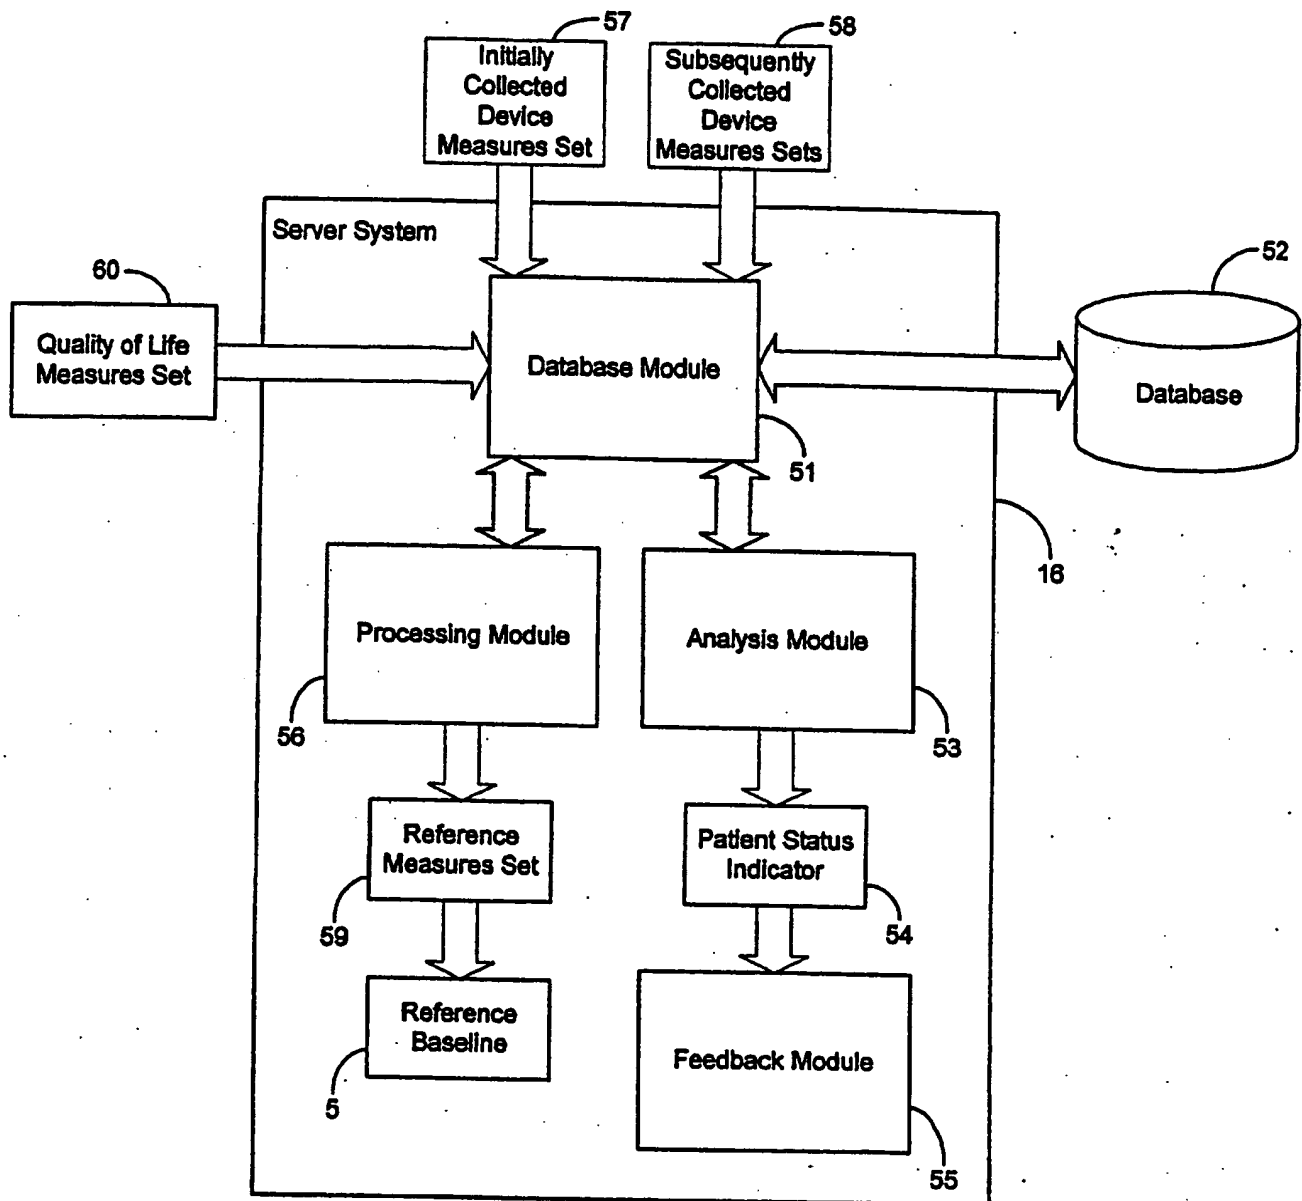 57
58
Initially
Collected
Device
Measures Set
Subsequently
Collected
Device
Measures Sets
Server System
60
52
Quality of Life
Measures Set
Database Module
Database
51
16
Processing Module
Analysis Module
56
53
Reference
Measures Set
Patient Status
Indicator
59
54
Reference
Baseline
Feedback Module
5
55